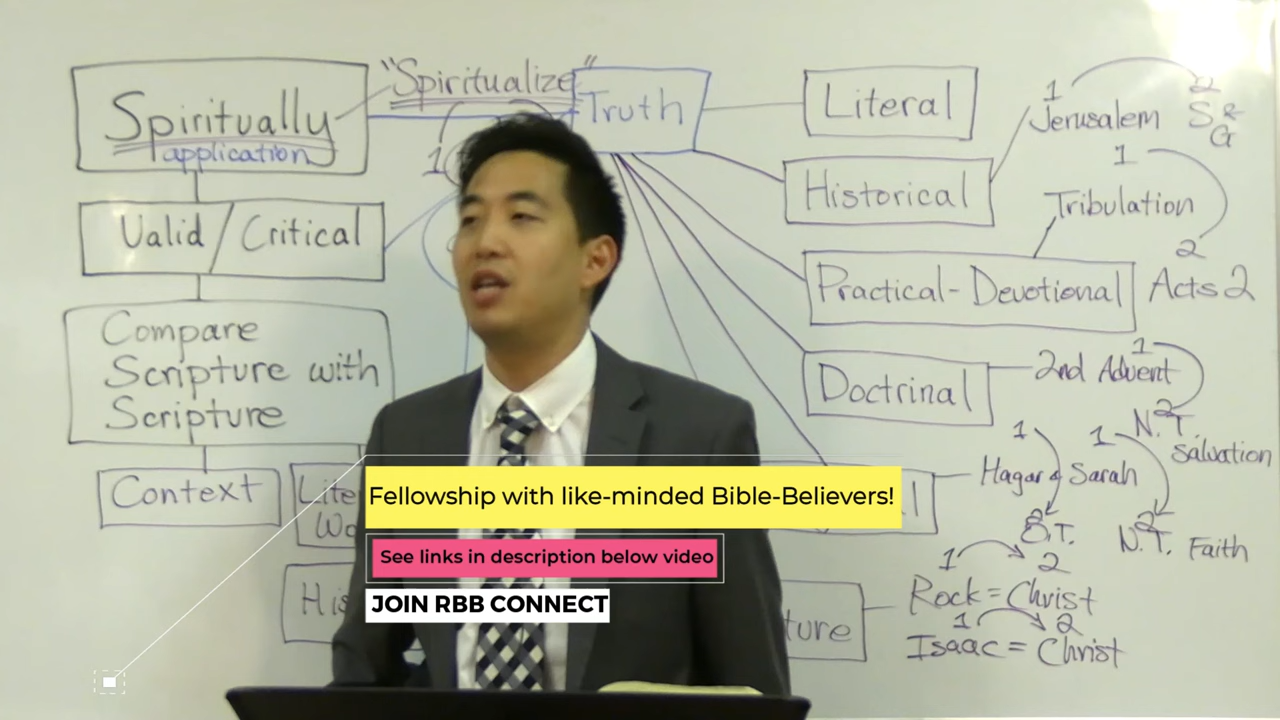 "Spiritualize"
Spiritually
application
Valid / Critical
Compare
Scripture with
Scripture
Context
Truth
1
Literal
Historical
Practical-Devotional
Doctrinal
1 2
Jerusalem S & G
1
Tribulation
2
Acts 2
1
2nd Advent
2
N.T.
Salvation
1 1
Hagar & Sarah
2 2
O.T. N.T. Faith
1 2
Rock = Christ
1 2
Isaac = Christ
Fellowship with like-minded Bible-Believers!
See links in description below video
JOIN RBB CONNECT